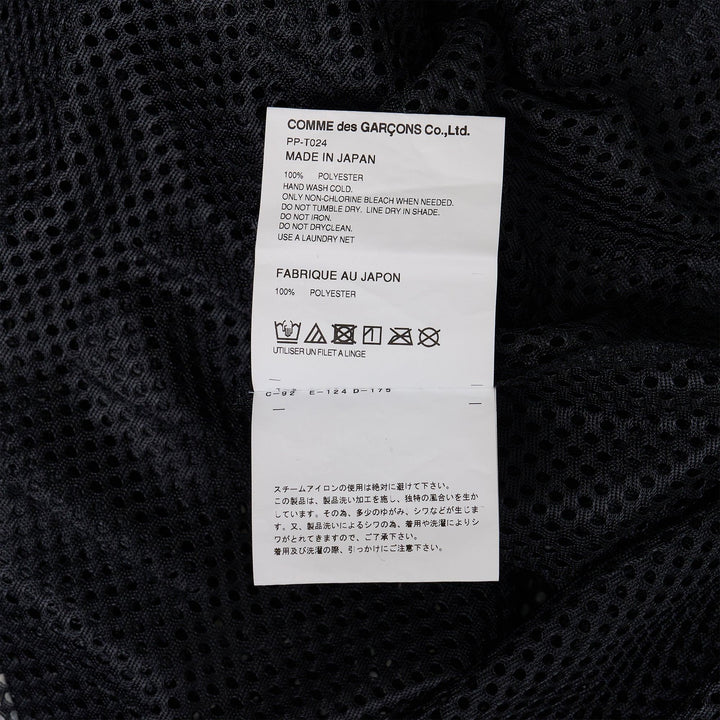 COMME des GARÇONS Co.,Ltd.
PP-T024
MADE IN JAPAN
100% POLYESTER
HAND WASH COLD.
ONLY NON-CHLORINE BLEACH WHEN NEEDED.
DO NOT TUMBLE DRY. LINE DRY IN SHADE.
DO NOT IRON.
DO NOT DRYCLEAN.
USE A LAUNDRY NET
FABRIQUE AU JAPON
100% POLYESTER
UTILISER UN FILET A LINGE
C-92 E-124 D-175
スチームアイロンの使用は絶対に避けて下さい。
この製品は、製品洗い加工を施し、独特の風合いを生か
しています。その為、多少のゆがみ、シワなどが生じま
す。又、製品洗いによるシワの為、着用や洗濯によりシ
ワがとれてきますので、ご了承下さい。
着用及び洗濯の際、引っかけにご注意下さい。